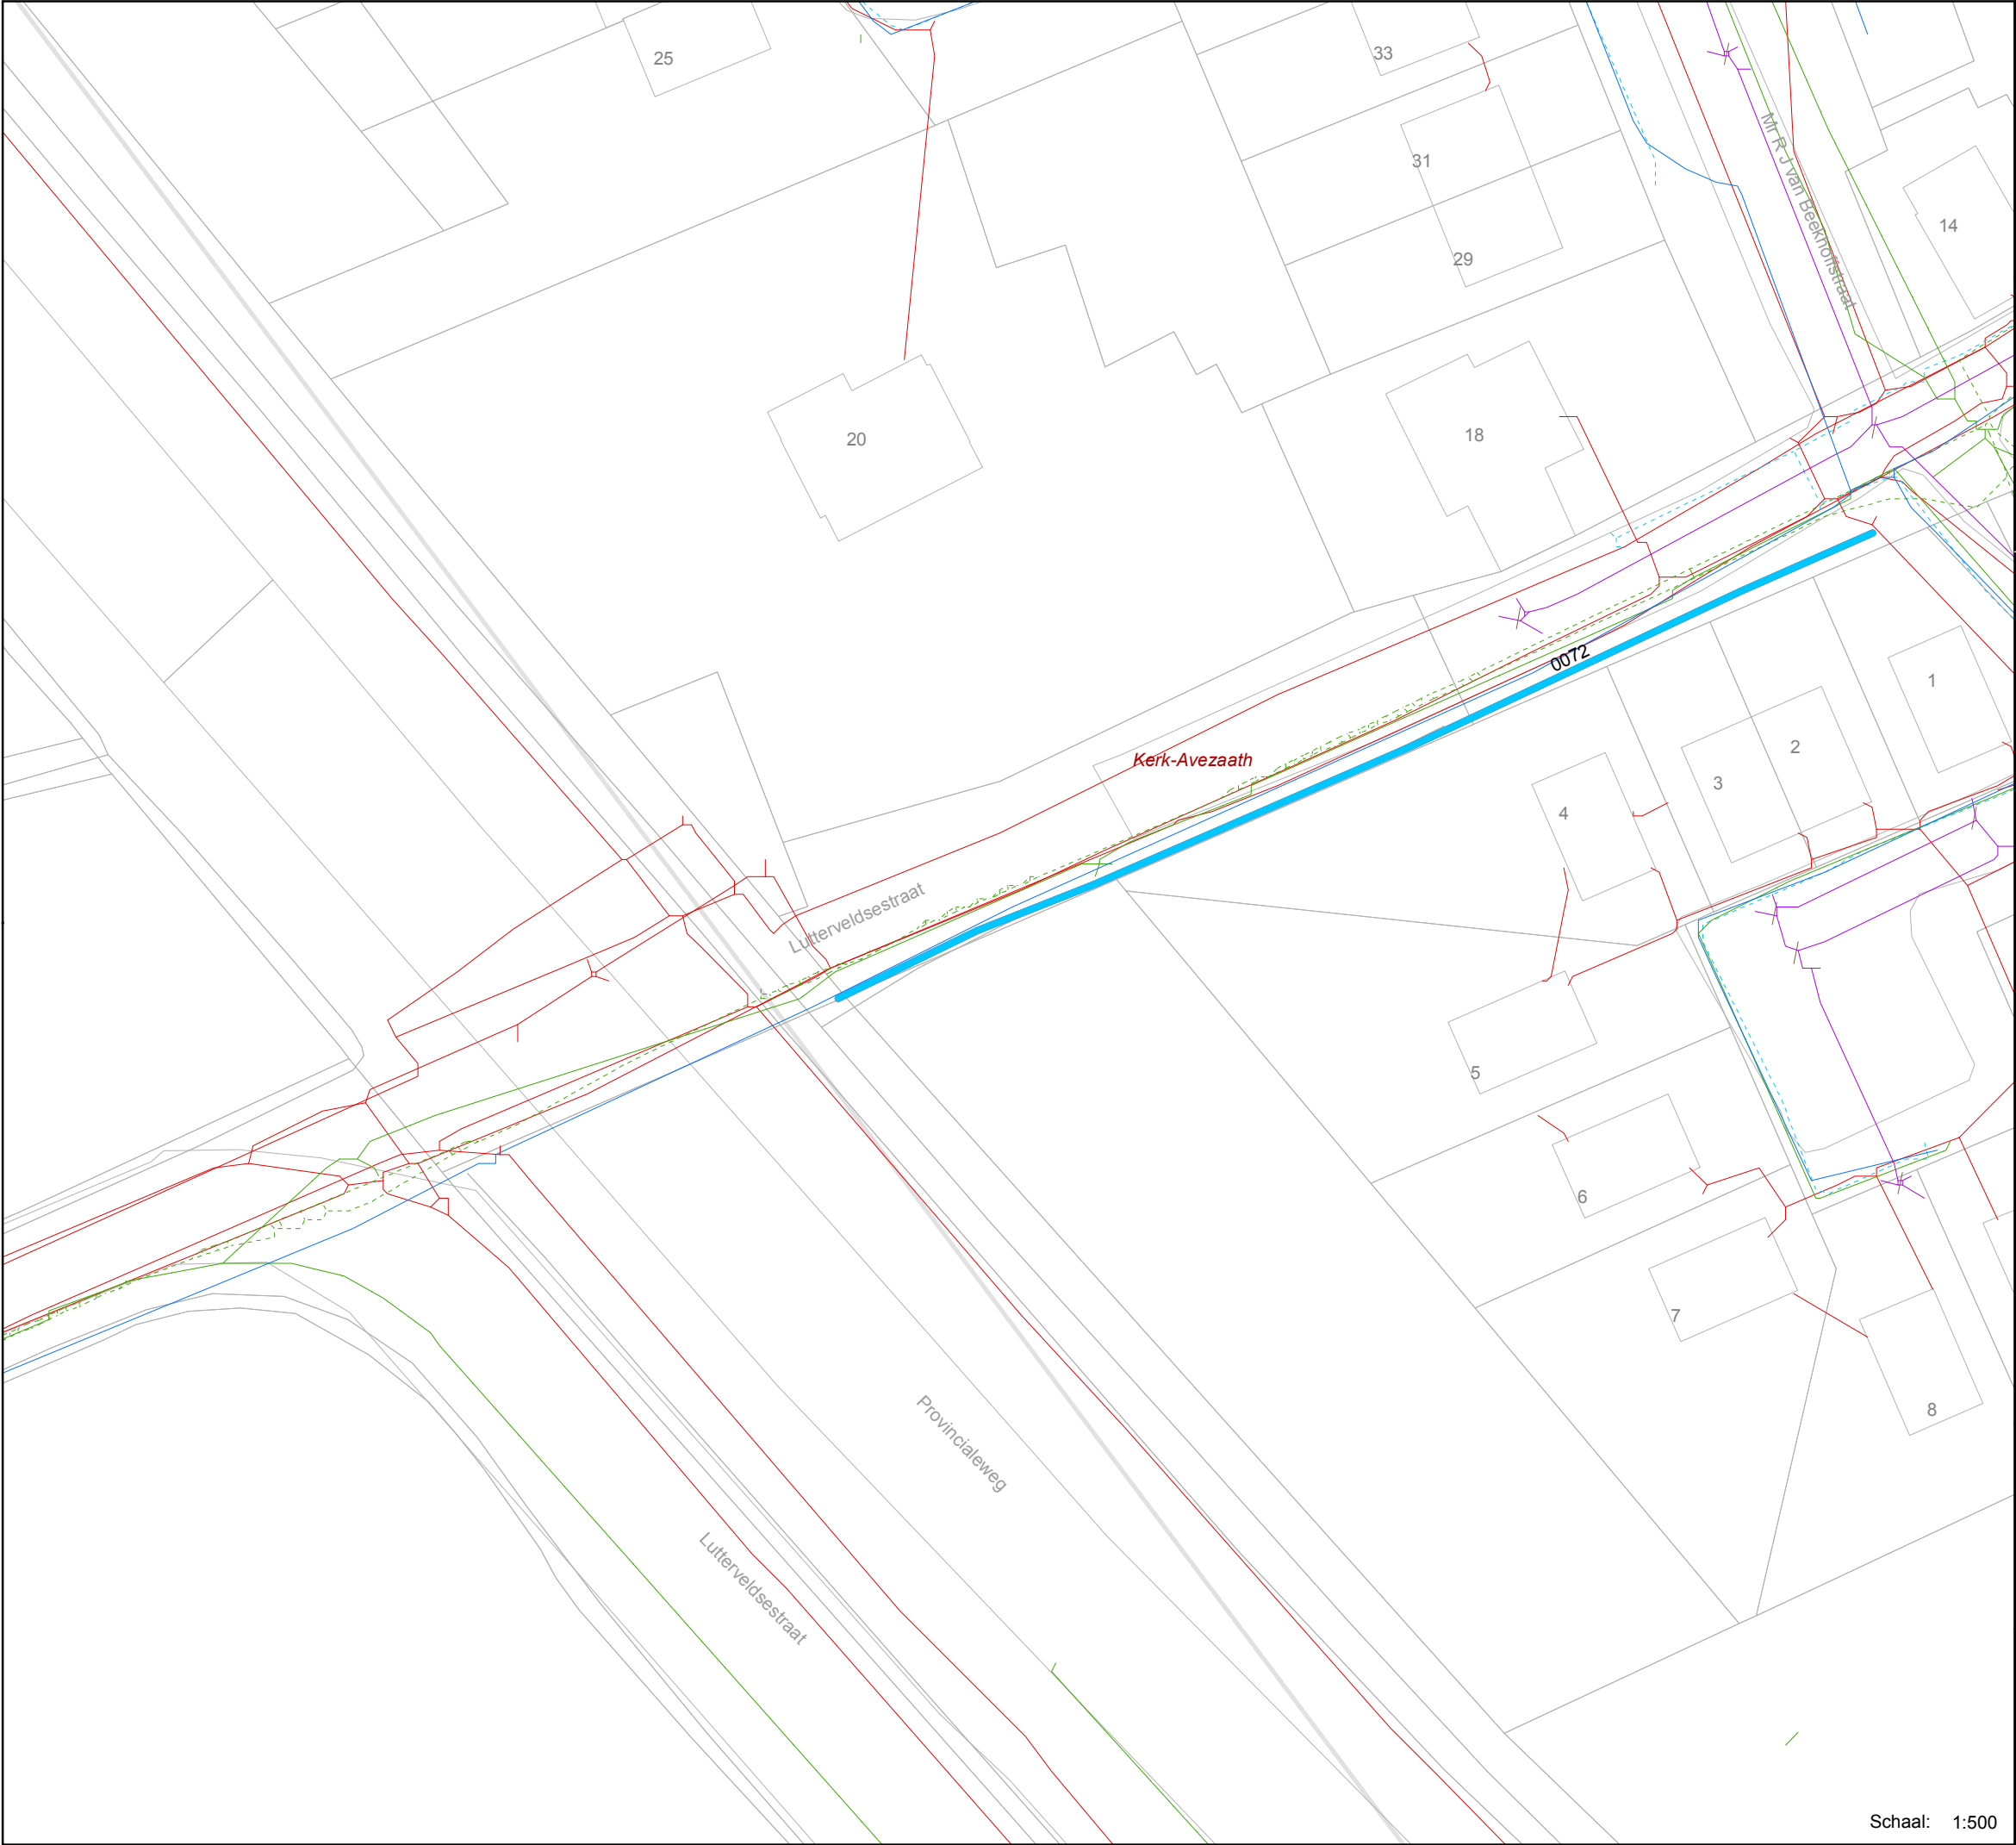 25
33
31
29
Mr R J van Beekhoffstraat
14
20
18
0072
1
2
3
4
Kerk-Avezaath
Lutterveldsestraat
5
6
7
8
Provincialeweg
Lutterveldsestraat
Schaal: 1:500